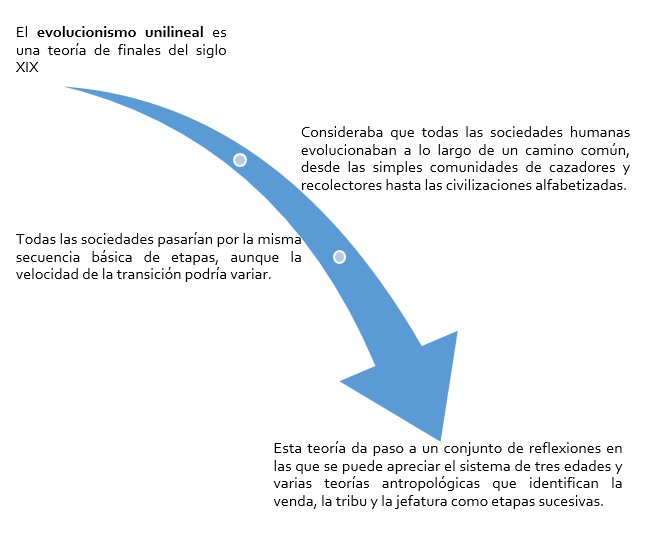 El evolucionismo unilineal es
una teoría de finales del siglo
XIX
Consideraba que todas las sociedades humanas
evolucionaban a lo largo de un camino común,
desde las simples comunidades de cazadores y
recolectores hasta las civilizaciones alfabetizadas.
Todas las sociedades pasarían por la misma
secuencia básica de etapas, aunque la
velocidad de la transición podría variar.
Esta teoría da paso a un conjunto de reflexiones en
las que se puede apreciar el sistema de tres edades y
varias teorías antropológicas que identifican la
venda, la tribu y la jefatura como etapas sucesivas.